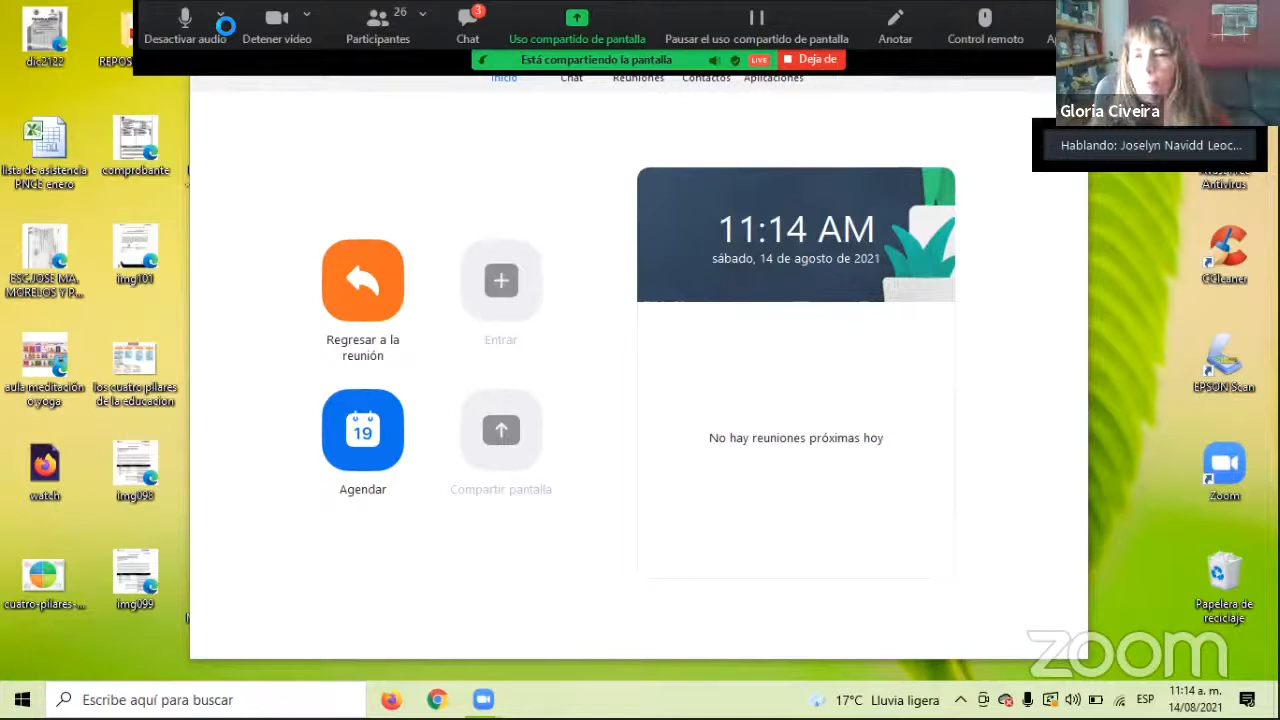 Desactivar audio
Detener video
26
Participantes
3
Chat
Uso compartido de pantalla
Pausar el uso compartido de pantalla
Anotar
Control remoto
Está compartiendo la pantalla
LIVE
Deja de
Inicio
Chat
Reuniones
Contactos
Aplicaciones
Gloria Civeira
Hablando: Joselyn Navidd Leoc...
dic2122
lista de asistencia
PNCE enero
comprobante
ESC.JOSE MA.
MORELOS Y P...
img101
aula meditación
o yoga
los cuatro pilares
de la educacion
watch
img098
cuatro-pilares-...
img099
11:14 AM
sábado, 14 de agosto de 2021
Regresar a la
reunión
Entrar
19
Agendar
Compartir pantalla
No hay reuniones próximas hoy
Antivirus
CCleaner
EPSON Scan
Zoom
Papelera de
reciclaje
zoom
Escribe aquí para buscar
17°C Lluvia ligera
ESP
11:14 a. m.
14/08/2021